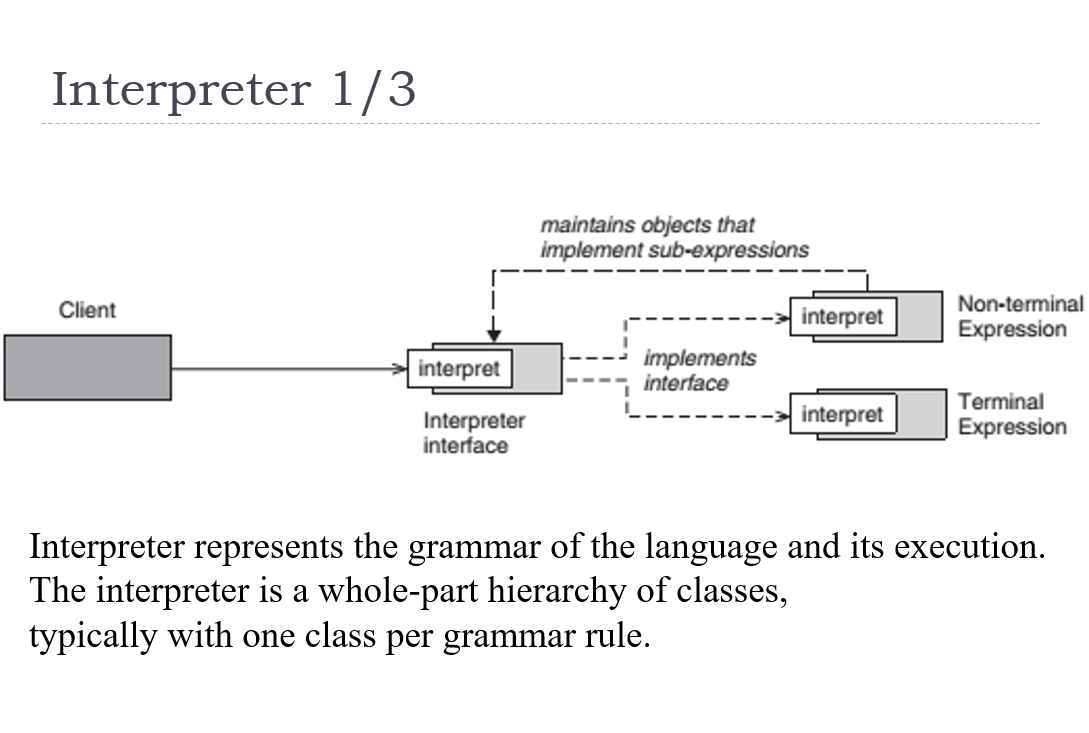 Interpreter 1/3
maintains objects that
implement sub-expressions
Client
interpret
Non-terminal
Expression
interpret
implements
interface
Interpreter
interface
interpret
Terminal
Expression
Interpreter represents the grammar of the language and its execution.
The interpreter is a whole-part hierarchy of classes,
typically with one class per grammar rule.